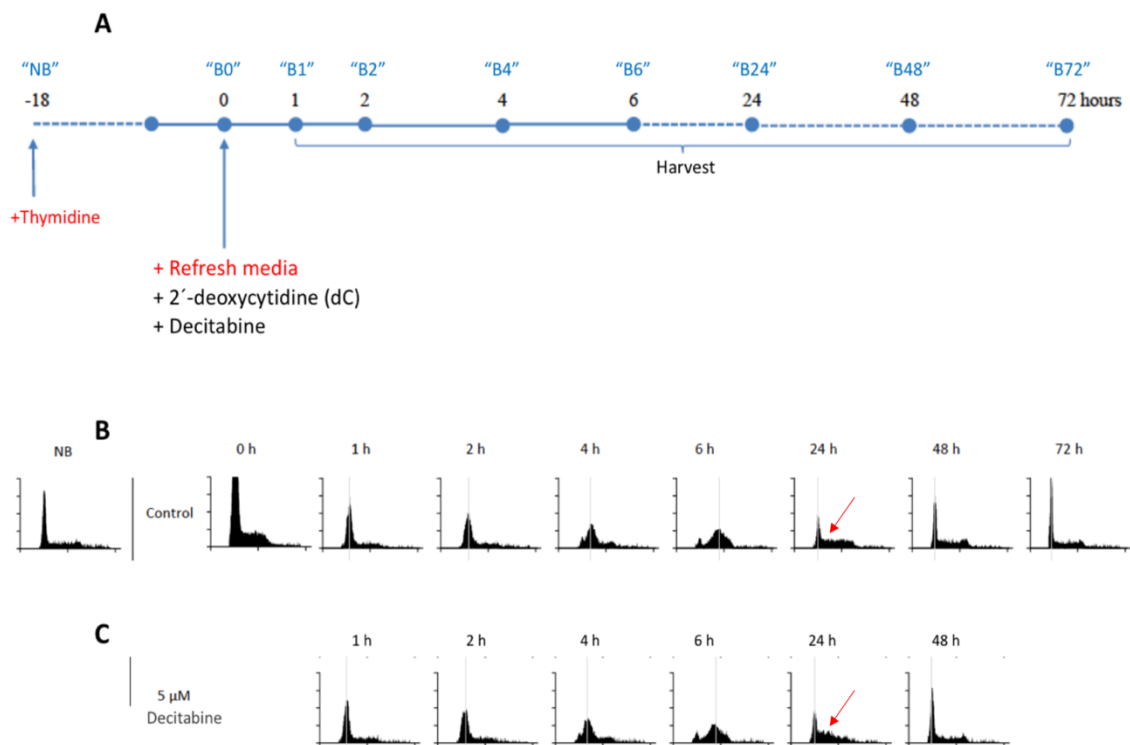 A
“NB” “B0” “B1” “B2” “B4” “B6” “B24” “B48” “B72”
-18 0 1 2 4 6 24 48 72 hours
Harvest
+Thymidine
+ Refresh media
+ 2´-deoxycytidine (dC)
+ Decitabine
B
NB 0 h 1 h 2 h 4 h 6 h 24 h 48 h 72 h
Control
C
1 h 2 h 4 h 6 h 24 h 48 h
5 μM
Decitabine